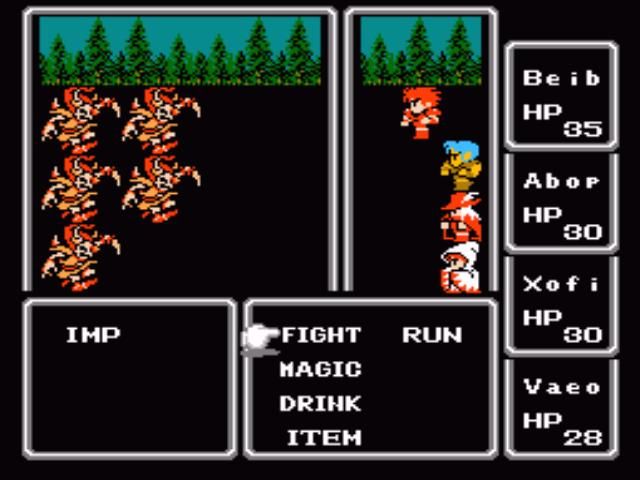 Beib
HP
35
Abop
HP
30
Xofi
HP
30
Vaeo
HP
28
IMP
FIGHT RUN
MAGIC
DRINK
ITEM